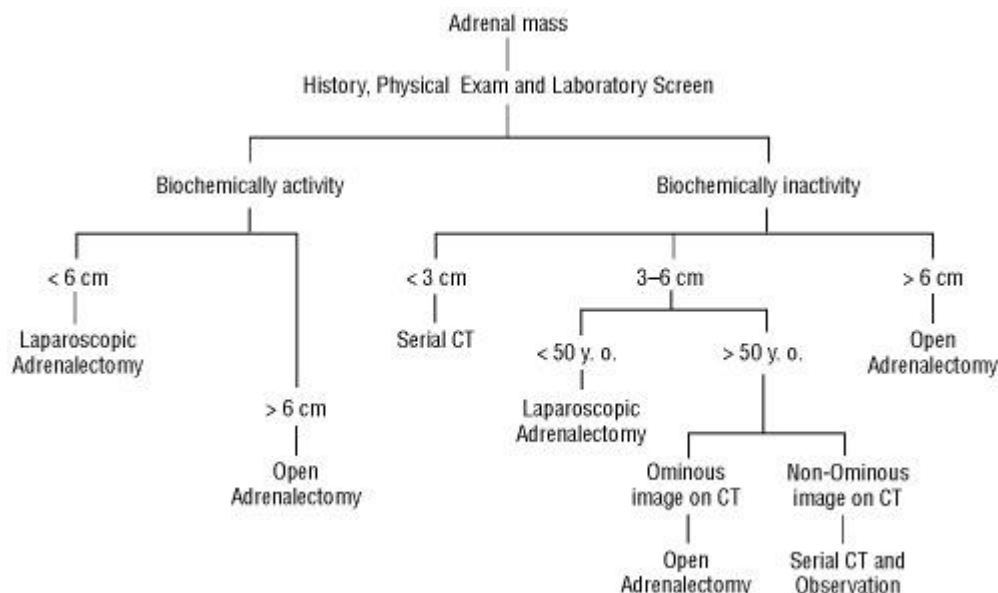 Adrenal mass
History, Physical Exam and Laboratory Screen
Biochemically activity
Biochemically inactivity
< 6 cm
< 3 cm
3–6 cm
> 6 cm
Laparoscopic
Adrenalectomy
Serial CT
< 50 y. o.
> 50 y. o.
Open
Adrenalectomy
> 6 cm
Laparoscopic
Adrenalectomy
Open
Adrenalectomy
Ominous
image on CT
Non-Ominous
image on CT
Open
Adrenalectomy
Serial CT and
Observation